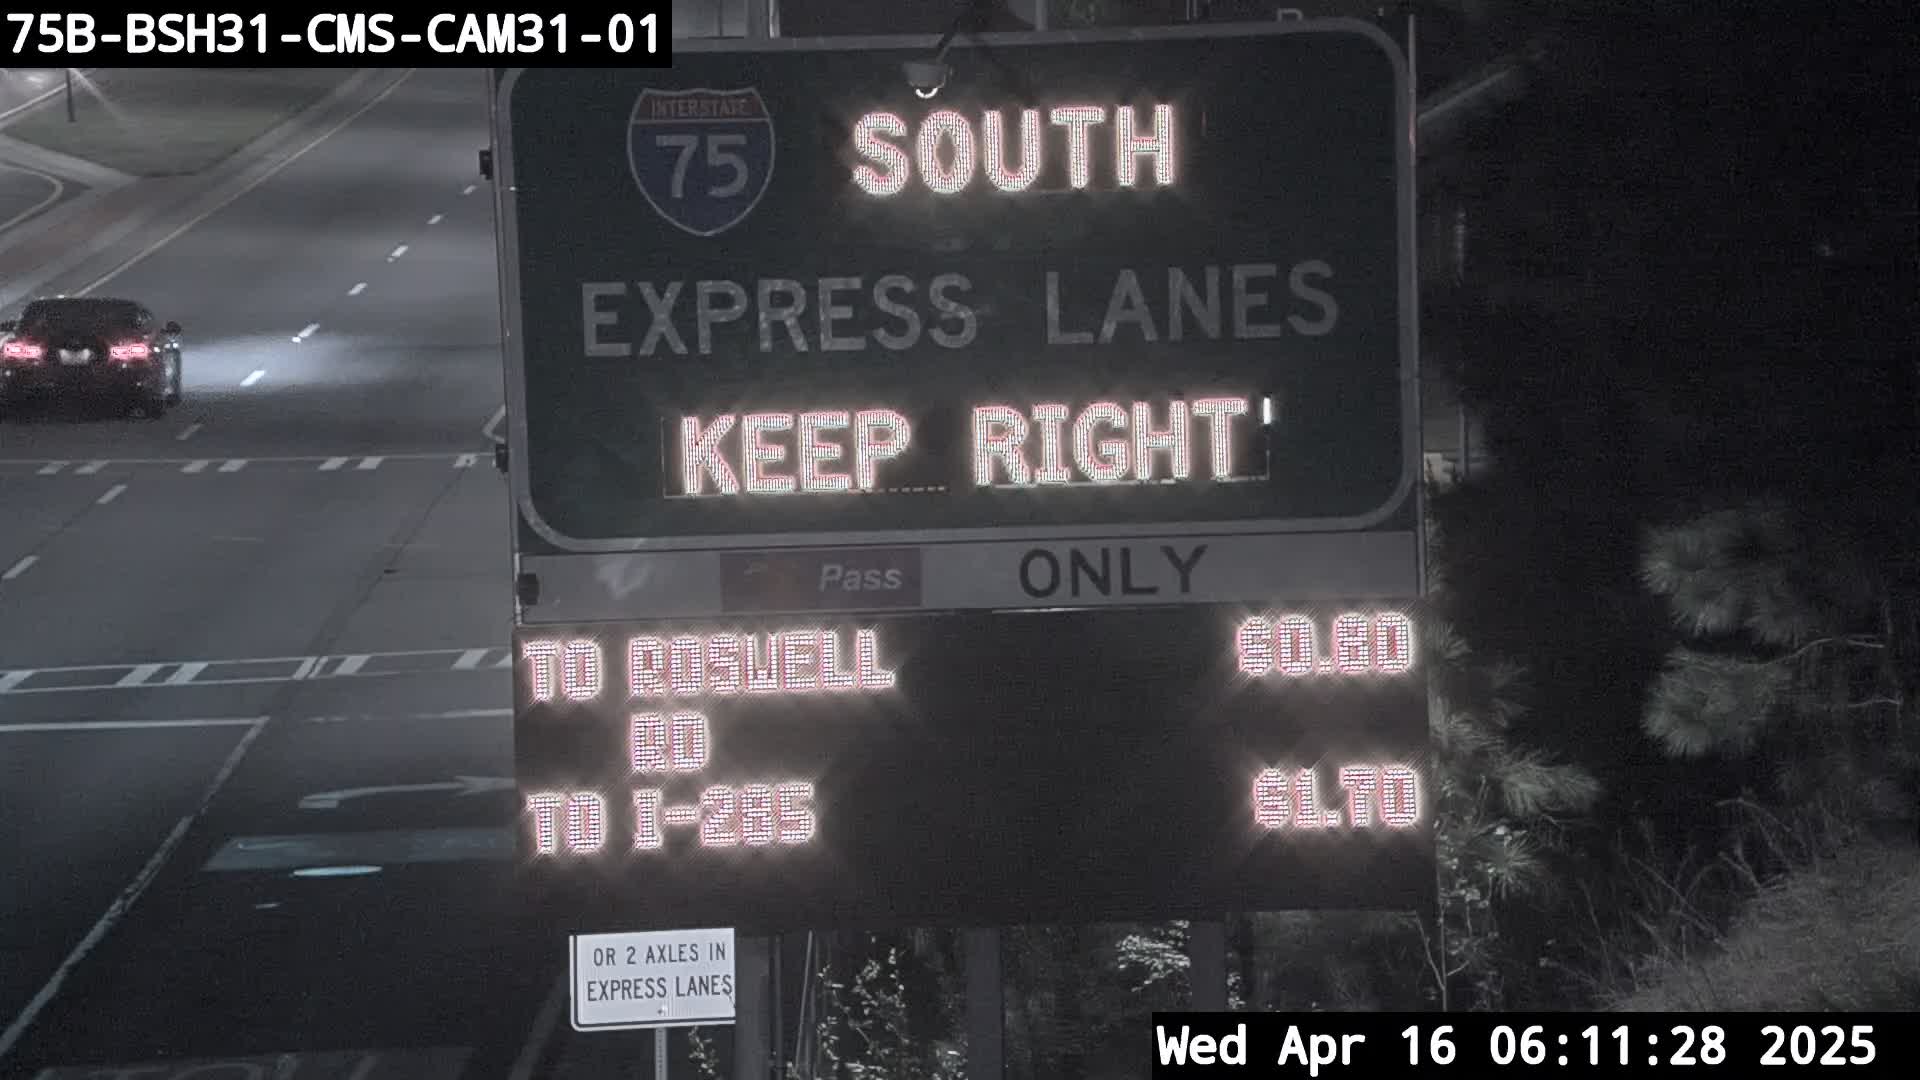 75B-BSH31-CMS-CAM31-01
INTERSTATE
75
SOUTH
EXPRESS LANES
KEEP RIGHT
Pass ONLY
TO ROSWELL $0.80
RD
TO I-285 $1.70
OR 2 AXLES IN
EXPRESS LANES
Wed Apr 16 06:11:28 2025